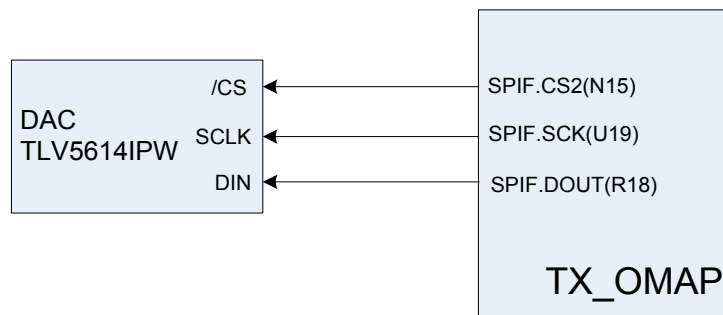 /CS
DAC
TLV5614IPW
SCLK
DIN
SPIF.CS2(N15)
SPIF.SCK(U19)
SPIF.DOUT(R18)
TX_OMAP